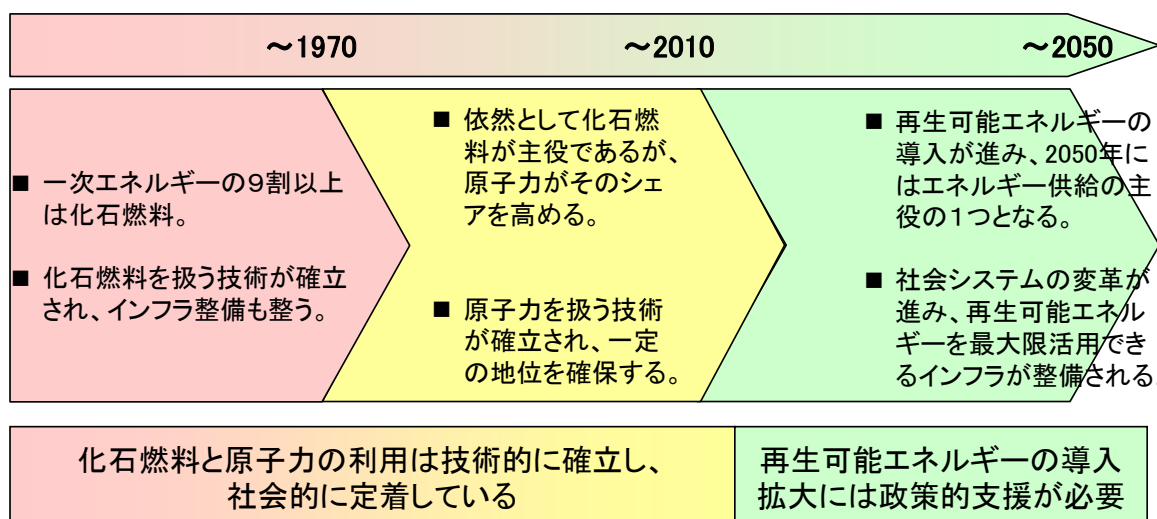 ～1970
～2010
～2050
■ 一次エネルギーの９割以上
は化石燃料。
■ 化石燃料を扱う技術が確立
され、インフラ整備も整う。
■ 依然として化石燃
料が主役であるが、
原子力がそのシェ
アを高める。
■ 原子力を扱う技術
が確立され、一定
の地位を確保する。
■ 再生可能エネルギーの
導入が進み、2050年に
はエネルギー供給の主
役の１つとなる。
■ 社会システムの変革が
進み、再生可能エネル
ギーを最大限活用でき
るインフラが整備される。
化石燃料と原子力の利用は技術的に確立し、
社会的に定着している
再生可能エネルギーの導入
拡大には政策的支援が必要